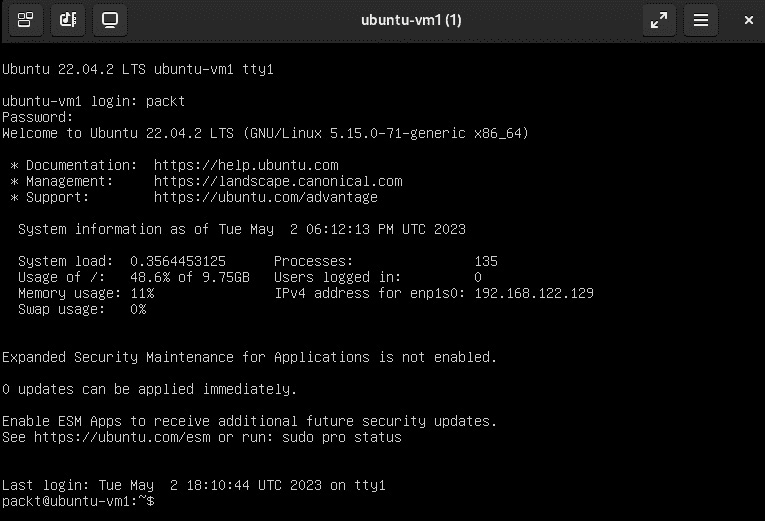 ubuntu-vm1 (1)
Ubuntu 22.04.2 LTS ubuntu-vm1 tty1
ubuntu-vm1 login: packt
Password:
Welcome to Ubuntu 22.04.2 LTS (GNU/Linux 5.15.0-71-generic x86_64)
* Documentation:  https://help.ubuntu.com
* Management:     https://landscape.canonical.com
* Support:        https://ubuntu.com/advantage
System information as of Tue May  2 06:12:13 PM UTC 2023
System load:  0.3564453125      Processes:               135
Usage of /:   48.6% of 9.75GB   Users logged in:         0
Memory usage: 11%               IPv4 address for enp1s0: 192.168.122.129
Swap usage:   0%
Expanded Security Maintenance for Applications is not enabled.
0 updates can be applied immediately.
Enable ESM Apps to receive additional future security updates.
See https://ubuntu.com/esm or run: sudo pro status
Last login: Tue May  2 18:10:44 UTC 2023 on tty1
packt@ubuntu-vm1:~$